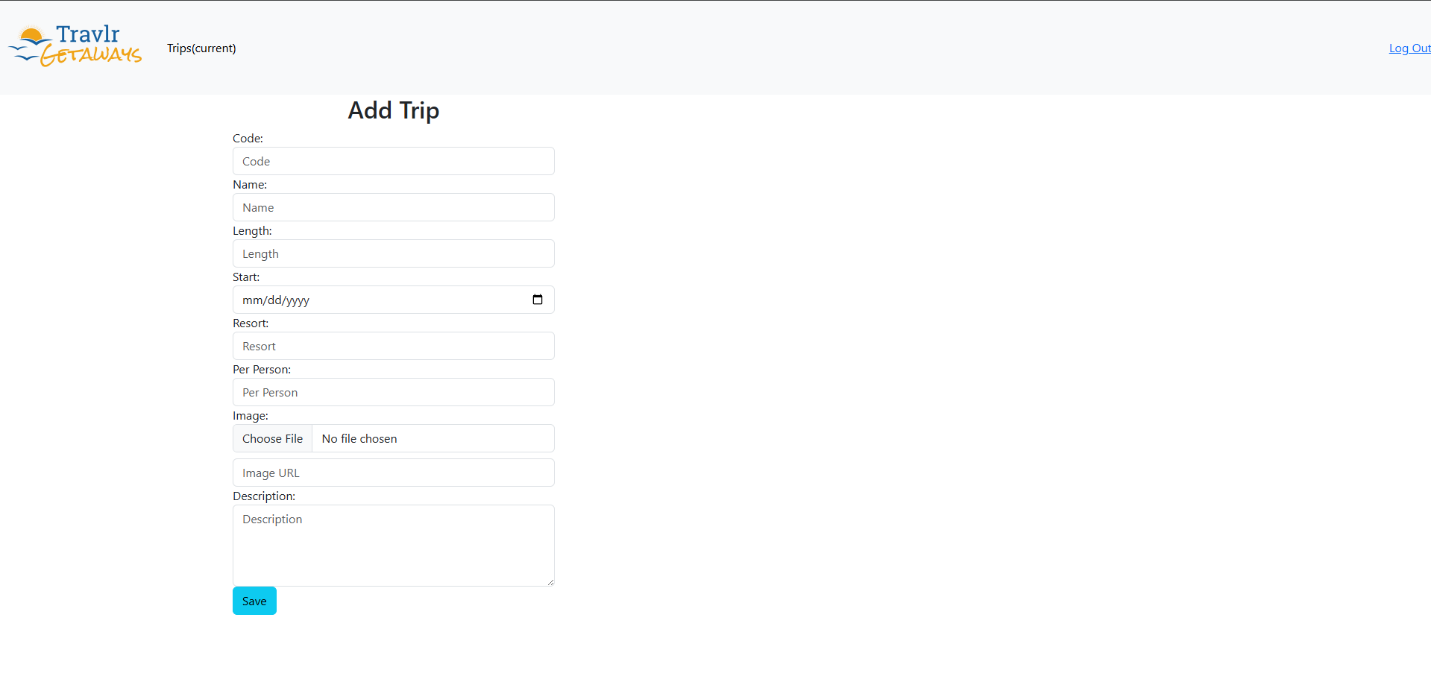 Travlr
Getaways
Trips(current)
Log Out
Add Trip
Code:
Code
Name:
Name
Length:
Length
Start:
mm/dd/yyyy
Resort:
Resort
Per Person:
Per Person
Image:
Choose File No file chosen
Image URL
Description:
Description
Save